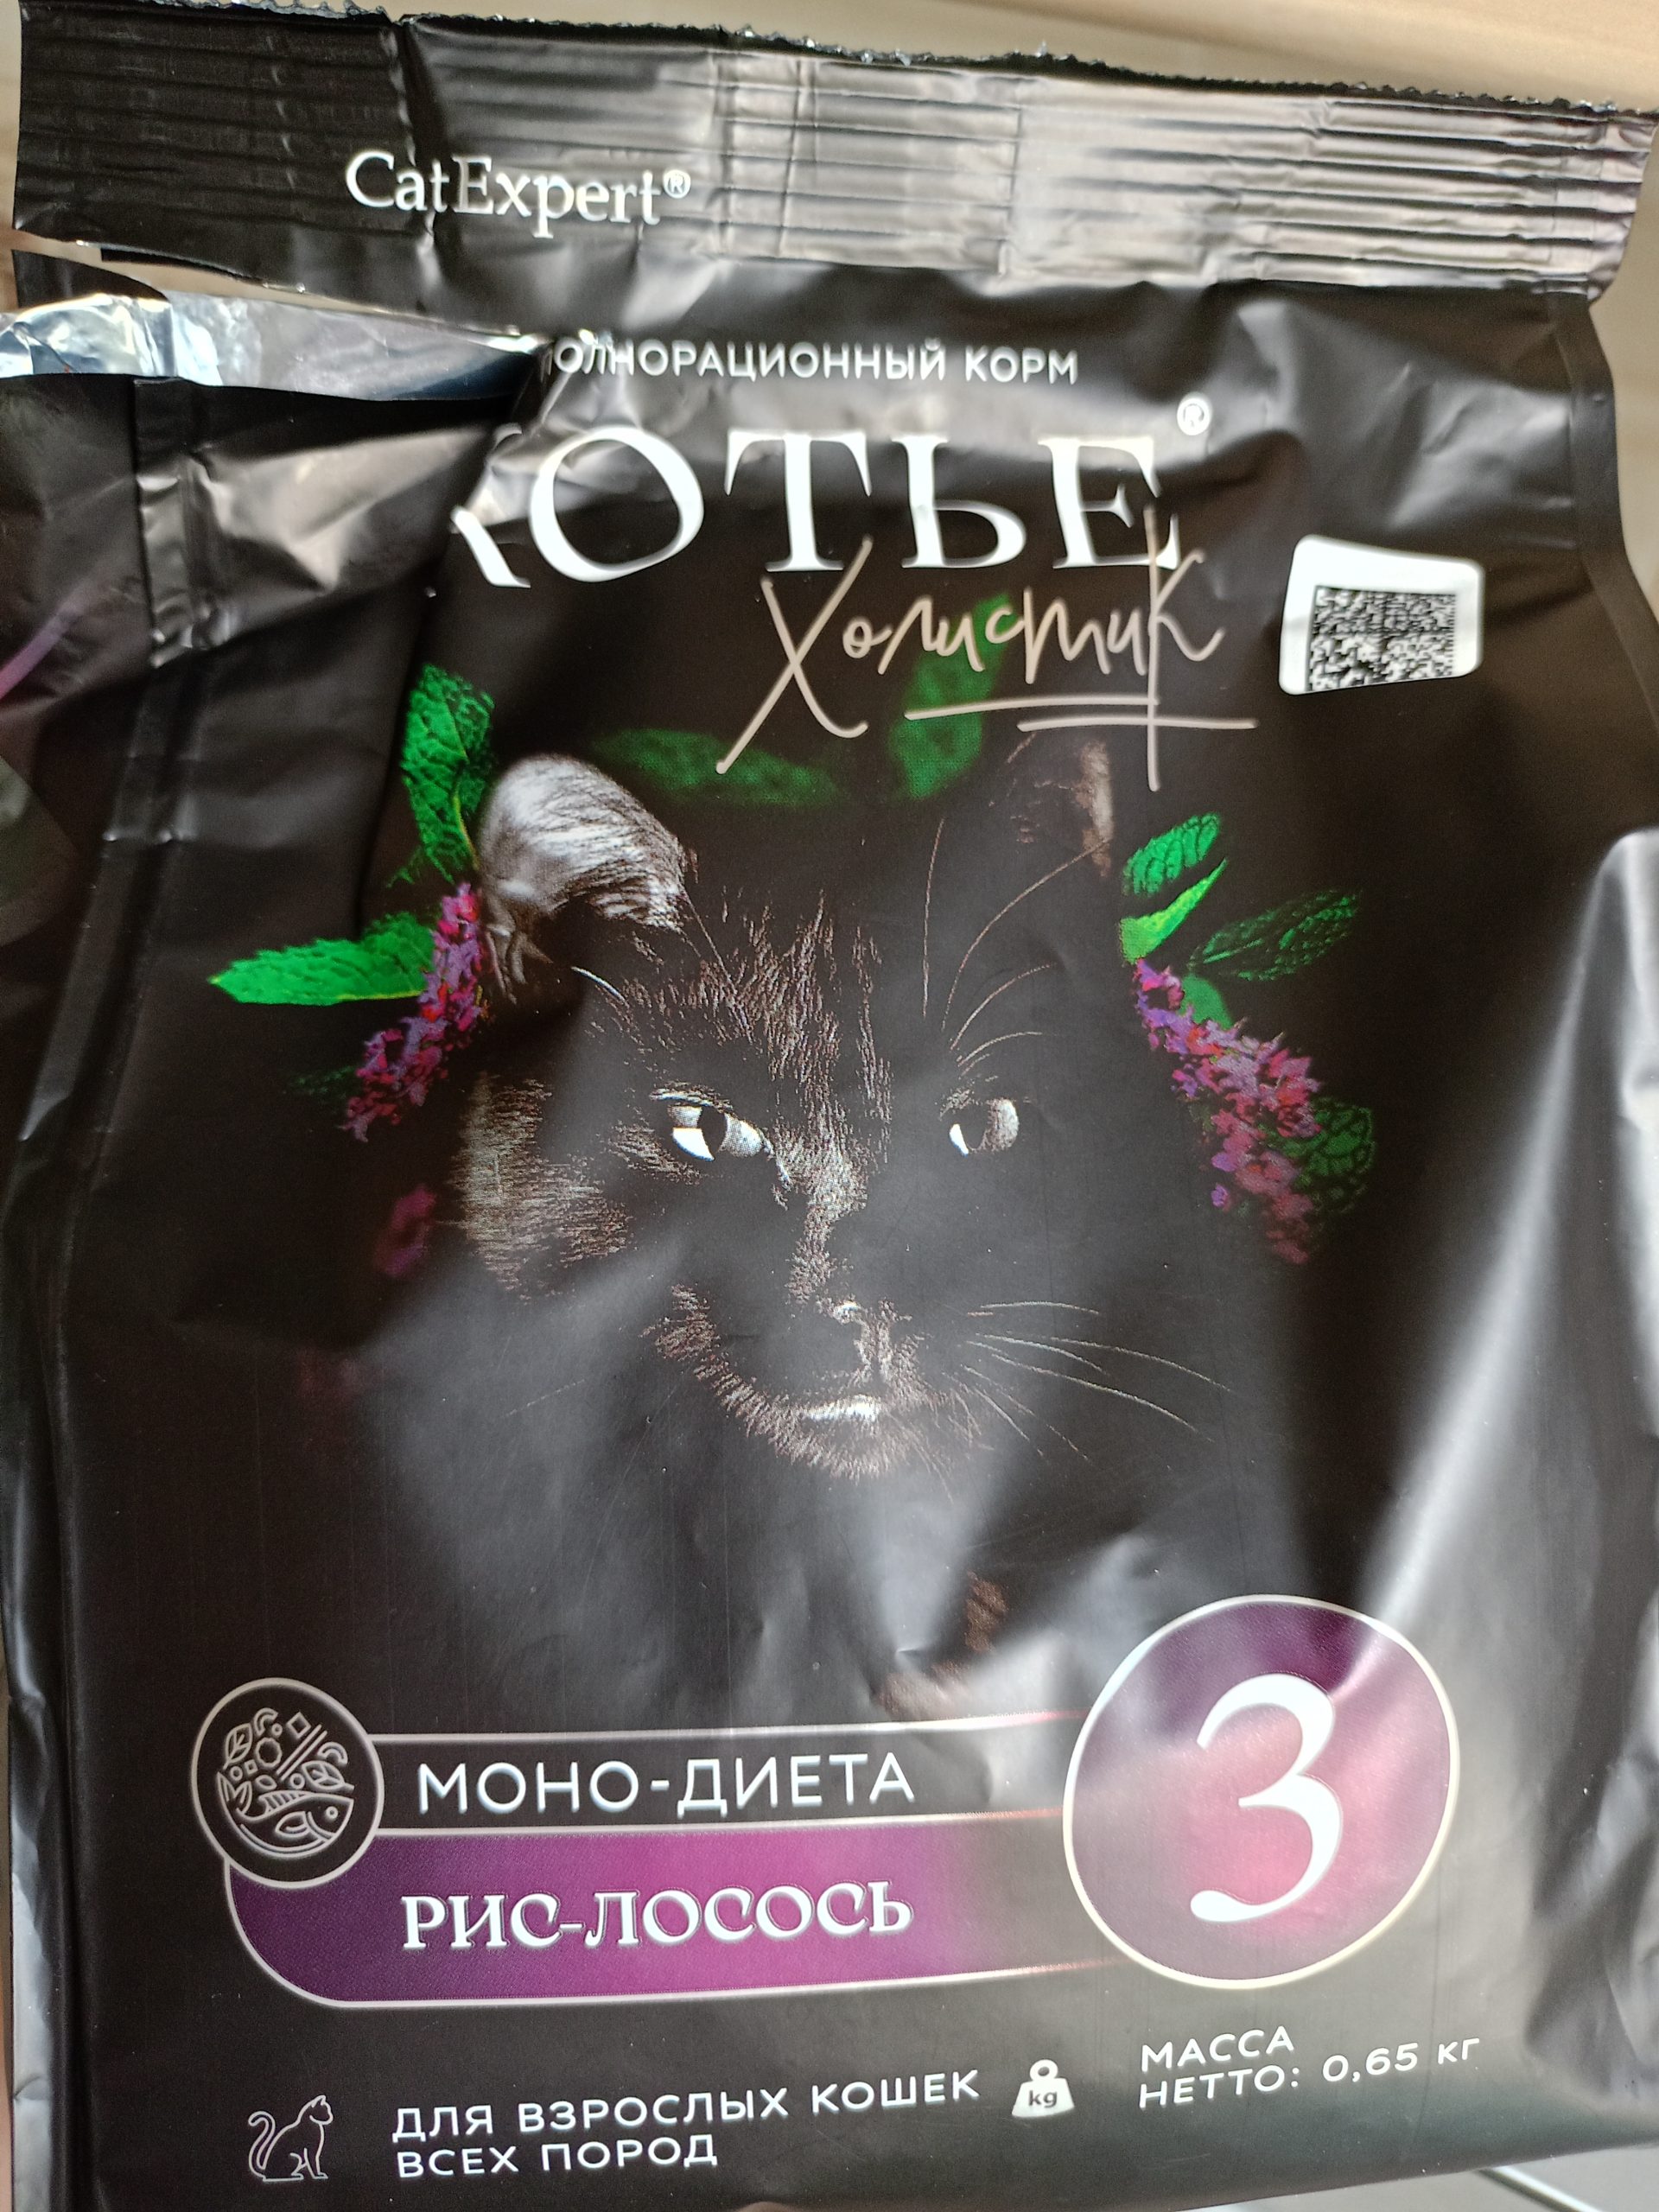 CatExpert®
ПОЛНОРАЦИОННЫЙ КОРМ
КОТЬЕ®
Холистик
МОНО-ДИЕТА
РИС-ЛОСОСЬ
3
ДЛЯ ВЗРОСЛЫХ КОШЕК
ВСЕХ ПОРОД
kg
МАССА
НЕТТО: 0,65 кг